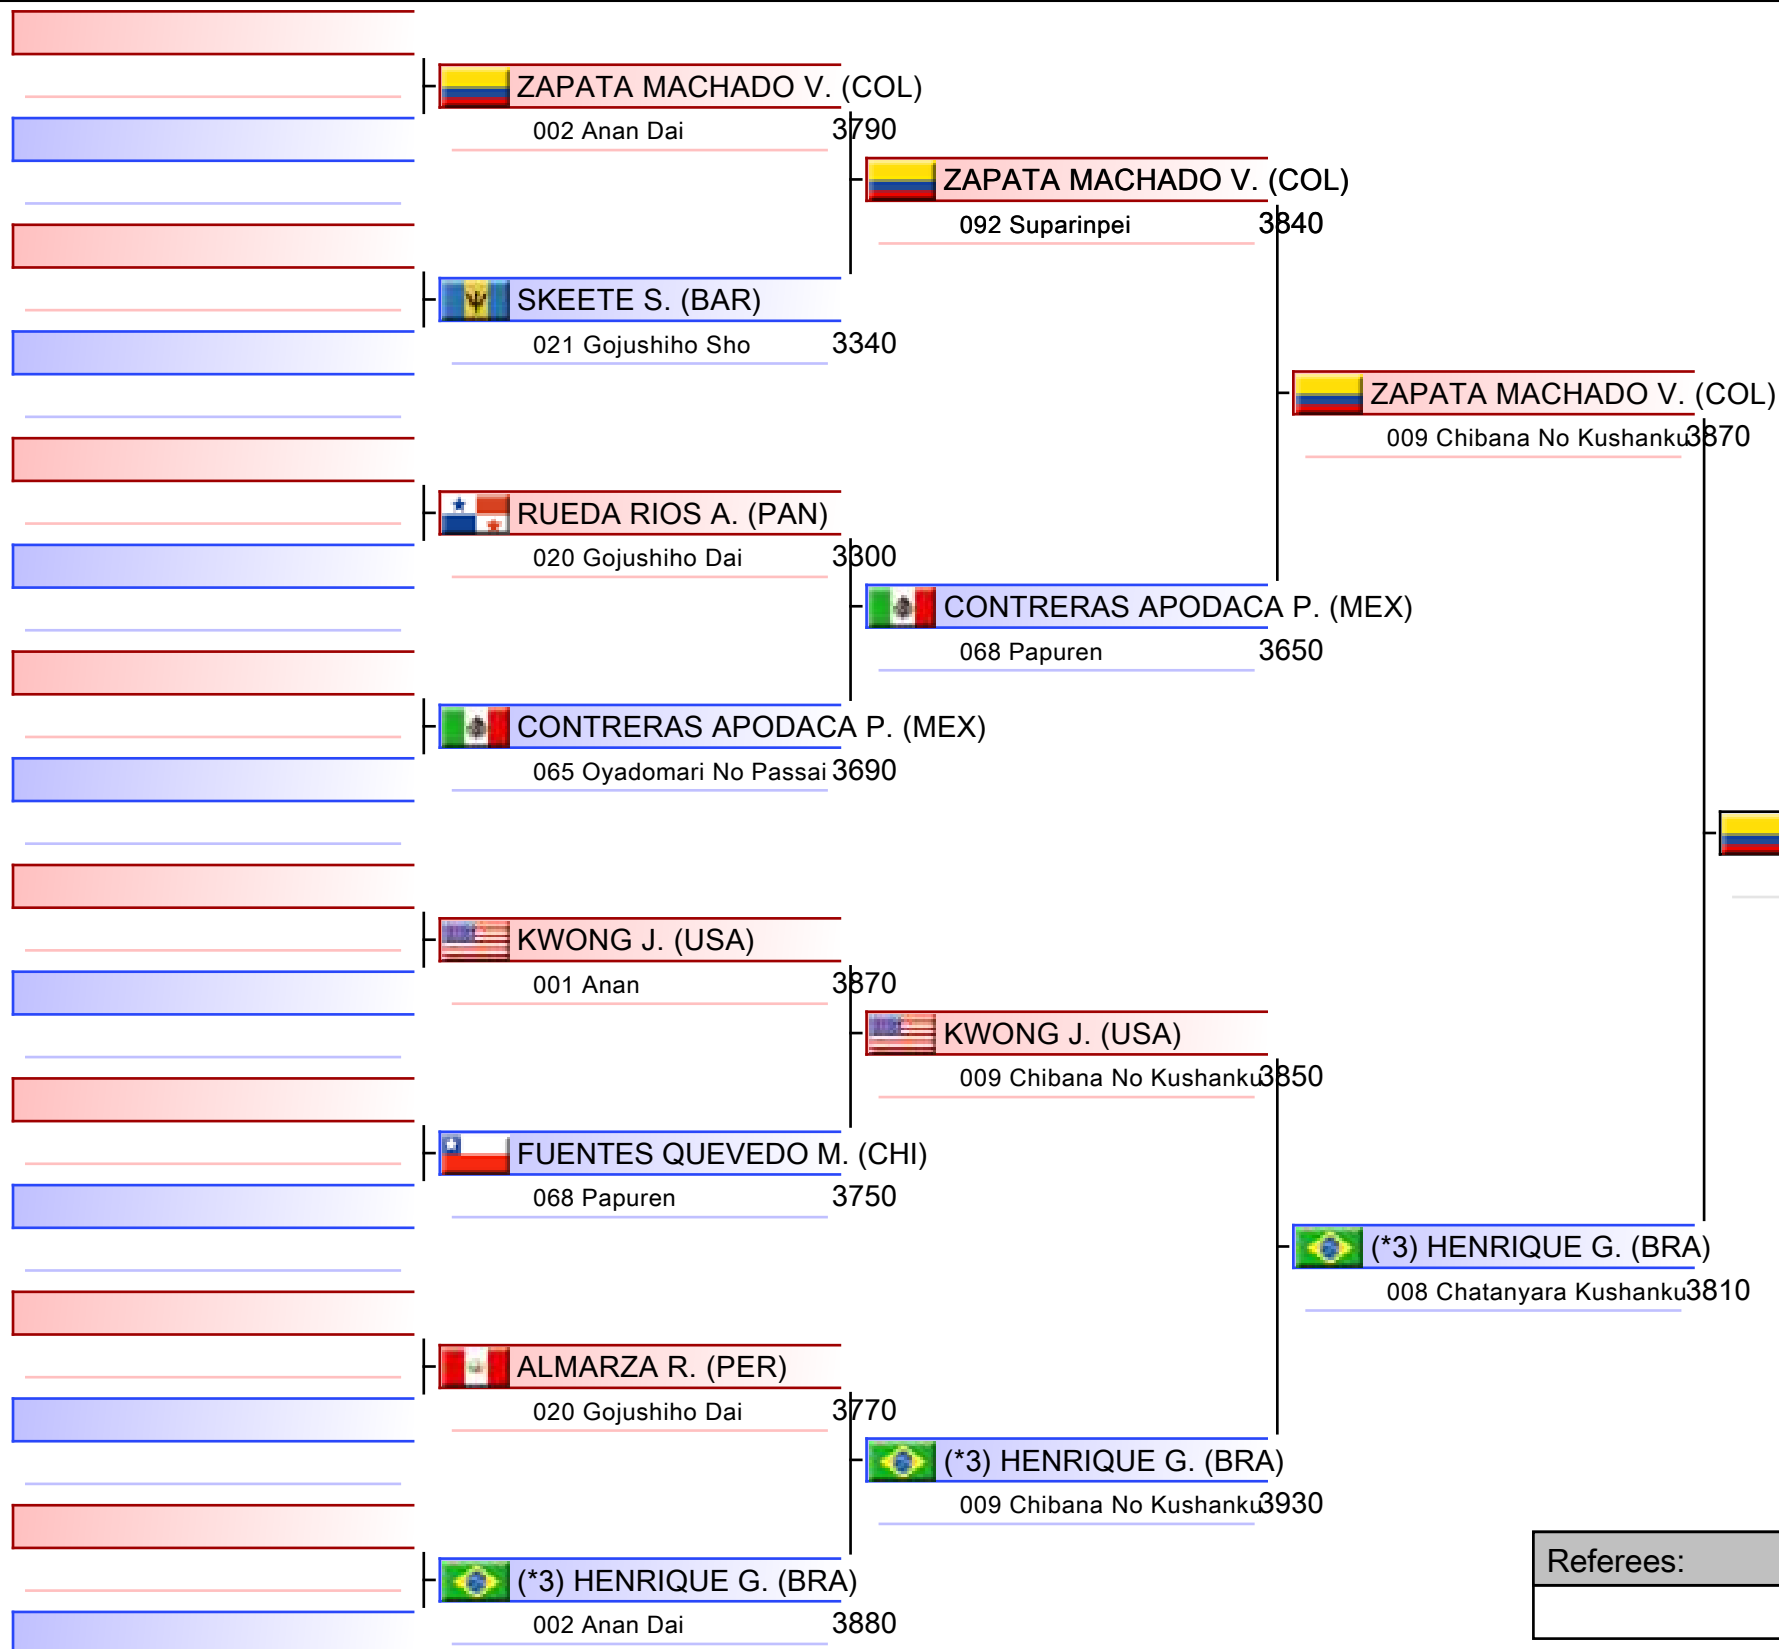 ZAPATA MACHADO V. (COL)
002 Anan Dai 3790
SKEETE S. (BAR)
021 Gojushiho Sho 3340
RUEDA RIOS A. (PAN)
020 Gojushiho Dai 3300
CONTRERAS APODACA P. (MEX)
065 Oyadomari No Passai 3690
KWONG J. (USA)
001 Anan 3870
FUENTES QUEVEDO M. (CHI)
068 Papuren 3750
ALMARZA R. (PER)
020 Gojushiho Dai 3770
(*3) HENRIQUE G. (BRA)
002 Anan Dai 3880
ZAPATA MACHADO V. (COL)
092 Suparinpei 3840
CONTRERAS APODACA P. (MEX)
068 Papuren 3650
KWONG J. (USA)
009 Chibana No Kushanku 3850
(*3) HENRIQUE G. (BRA)
009 Chibana No Kushanku 3930
ZAPATA MACHADO V. (COL)
009 Chibana No Kushanku 3870
(*3) HENRIQUE G. (BRA)
008 Chatanyara Kushanku 3810
Referees: